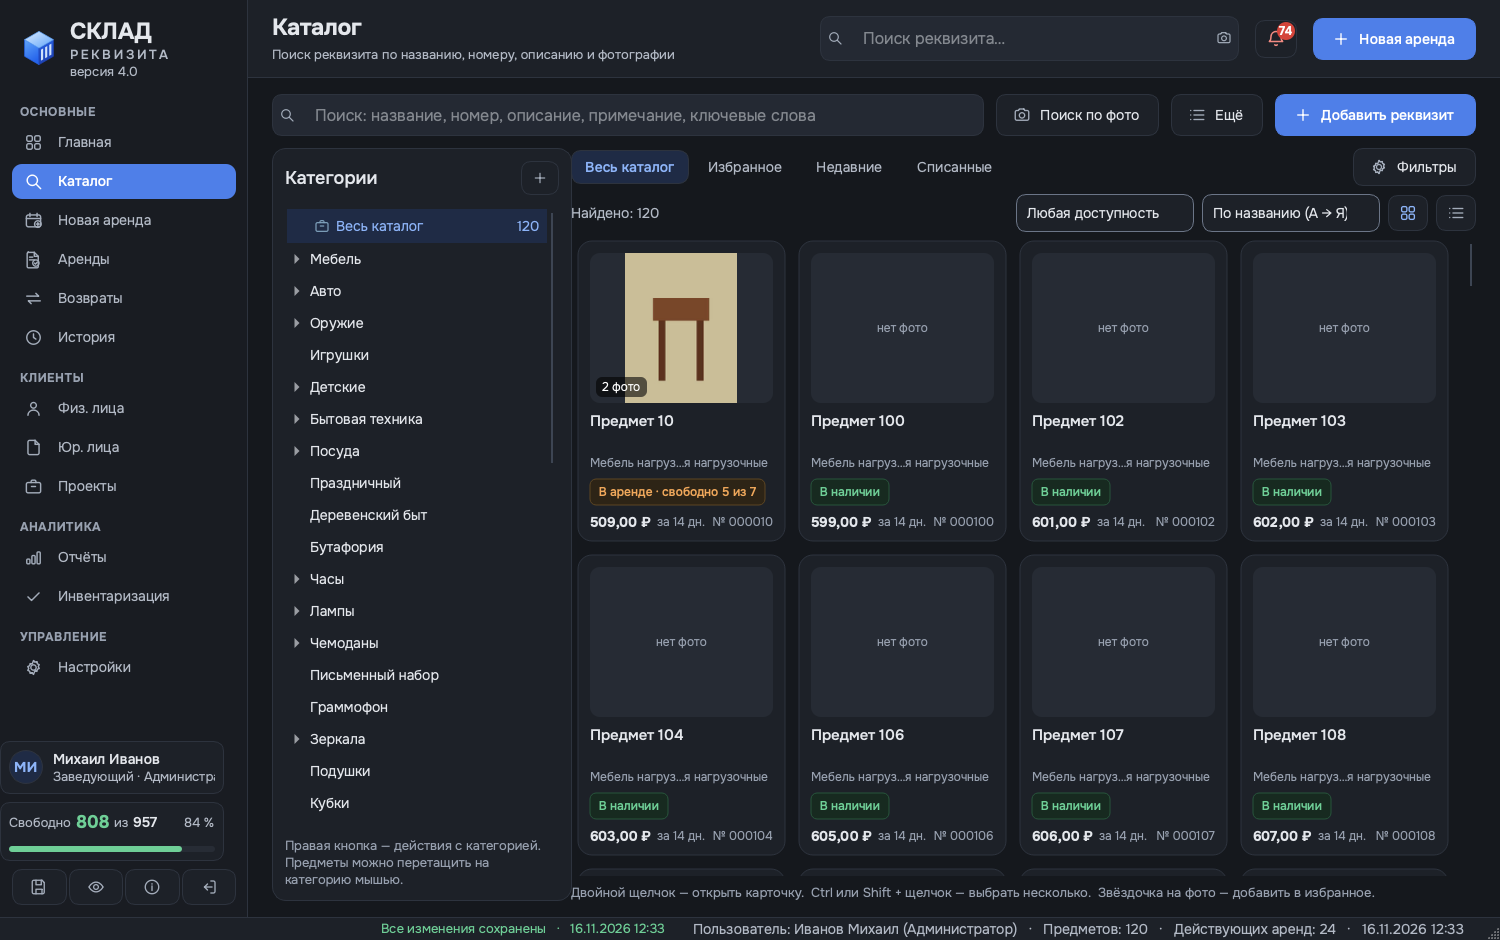 СКЛАД
РЕКВИЗИТА
версия 4.0
ОСНОВНЫЕ
Главная
Каталог
Новая аренда
Аренды
Возвраты
История
КЛИЕНТЫ
Физ. лица
Юр. лица
Проекты
АНАЛИТИКА
Отчёты
Инвентаризация
УПРАВЛЕНИЕ
Настройки
МИ
Михаил Иванов
Заведующий · Администра
Свободно 808 из 957 84 %
Каталог
Поиск реквизита по названию, номеру, описанию и фотографии
Поиск реквизита...
74
Новая аренда
Поиск: название, номер, описание, примечание, ключевые слова
Поиск по фото
Ещё
Добавить реквизит
Категории
Весь каталог 120
Мебель
Авто
Оружие
Игрушки
Детские
Бытовая техника
Посуда
Праздничный
Деревенский быт
Бутафория
Часы
Лампы
Чемоданы
Письменный набор
Граммофон
Зеркала
Подушки
Кубки
Правая кнопка — действия с категорией.
Предметы можно перетащить на
категорию мышью.
Весь каталог Избранное Недавние Списанные
Фильтры
Найдено: 120
Любая доступность
По названию (А → Я)
2 фото
Предмет 10
Мебель нагруз...я нагрузочные
В аренде · свободно 5 из 7
509,00 ₽ за 14 дн. № 000010
нет фото
Предмет 100
Мебель нагруз...я нагрузочные
В наличии
599,00 ₽ за 14 дн. № 000100
нет фото
Предмет 102
Мебель нагруз...я нагрузочные
В наличии
601,00 ₽ за 14 дн. № 000102
нет фото
Предмет 103
Мебель нагруз...я нагрузочные
В наличии
602,00 ₽ за 14 дн. № 000103
нет фото
Предмет 104
Мебель нагруз...я нагрузочные
В наличии
603,00 ₽ за 14 дн. № 000104
нет фото
Предмет 106
Мебель нагруз...я нагрузочные
В наличии
605,00 ₽ за 14 дн. № 000106
нет фото
Предмет 107
Мебель нагруз...я нагрузочные
В наличии
606,00 ₽ за 14 дн. № 000107
нет фото
Предмет 108
Мебель нагруз...я нагрузочные
В наличии
607,00 ₽ за 14 дн. № 000108
Двойной щелчок — открыть карточку. Ctrl или Shift + щелчок — выбрать несколько. Звёздочка на фото — добавить в избранное.
Все изменения сохранены · 16.11.2026 12:33 Пользователь: Иванов Михаил (Администратор) · Предметов: 120 · Действующих аренд: 24 · 16.11.2026 12:33